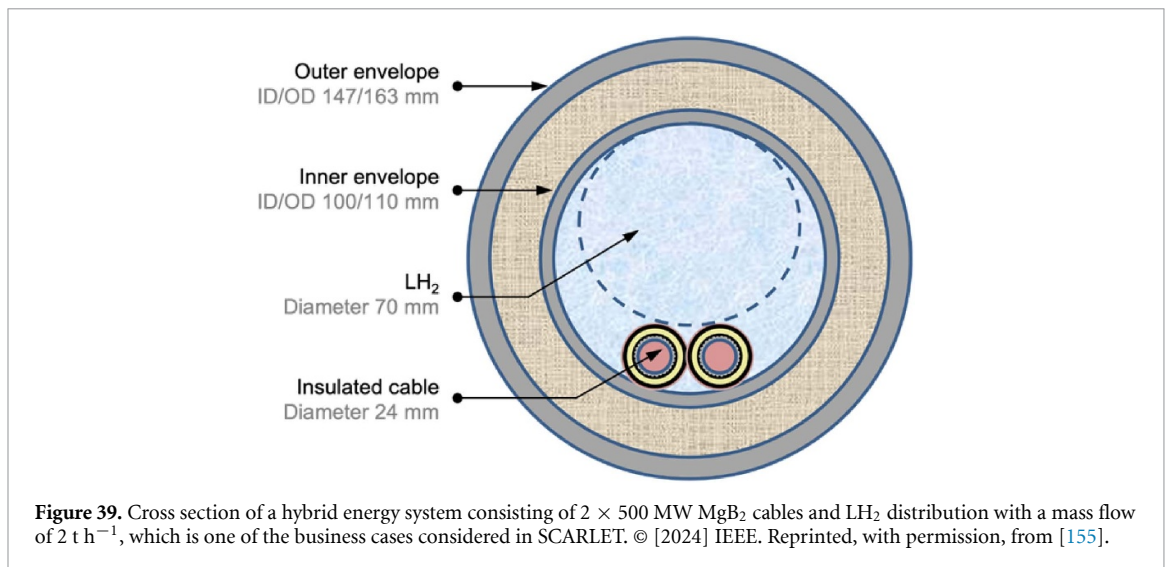 Outer envelope
ID/OD 147/163 mm
Inner envelope
ID/OD 100/110 mm
LH₂
Diameter 70 mm
Insulated cable
Diameter 24 mm
Figure 39. Cross section of a hybrid energy system consisting of 2 × 500 MW MgB₂ cables and LH₂ distribution with a mass flow
of 2 t h⁻¹, which is one of the business cases considered in SCARLET. © [2024] IEEE. Reprinted, with permission, from [155].